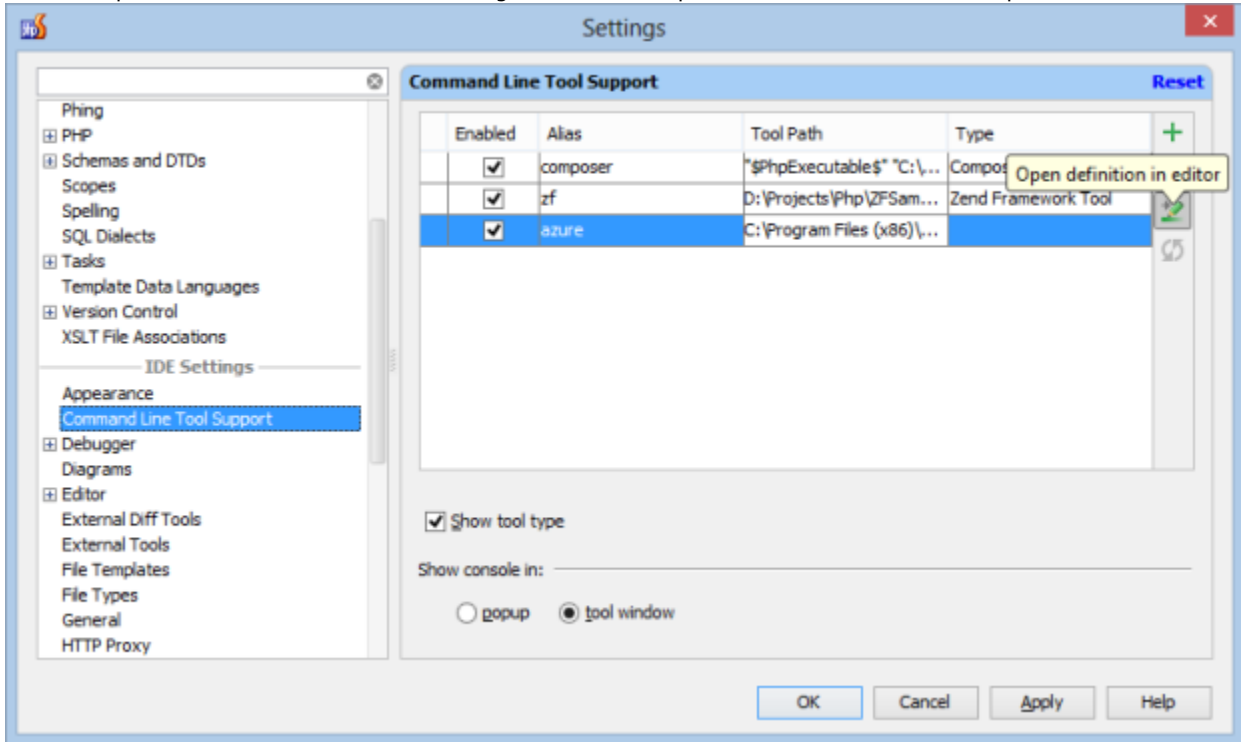 Settings
Command Line Tool Support
Reset
Phing
PHP
Schemas and DTDs
Scopes
Spelling
SQL Dialects
Tasks
Template Data Languages
Version Control
XSLT File Associations
IDE Settings
Appearance
Command Line Tool Support
Debugger
Diagrams
Editor
External Diff Tools
External Tools
File Templates
File Types
General
HTTP Proxy
Enabled Alias Tool Path Type
composer "$PhpExecutable$" "C:\... Compos
Open definition in editor
zf D:\Projects\Php\ZFSam... Zend Framework Tool
azure C:\Program Files (x86)\...
Show tool type
Show console in:
popup tool window
OK Cancel Apply Help